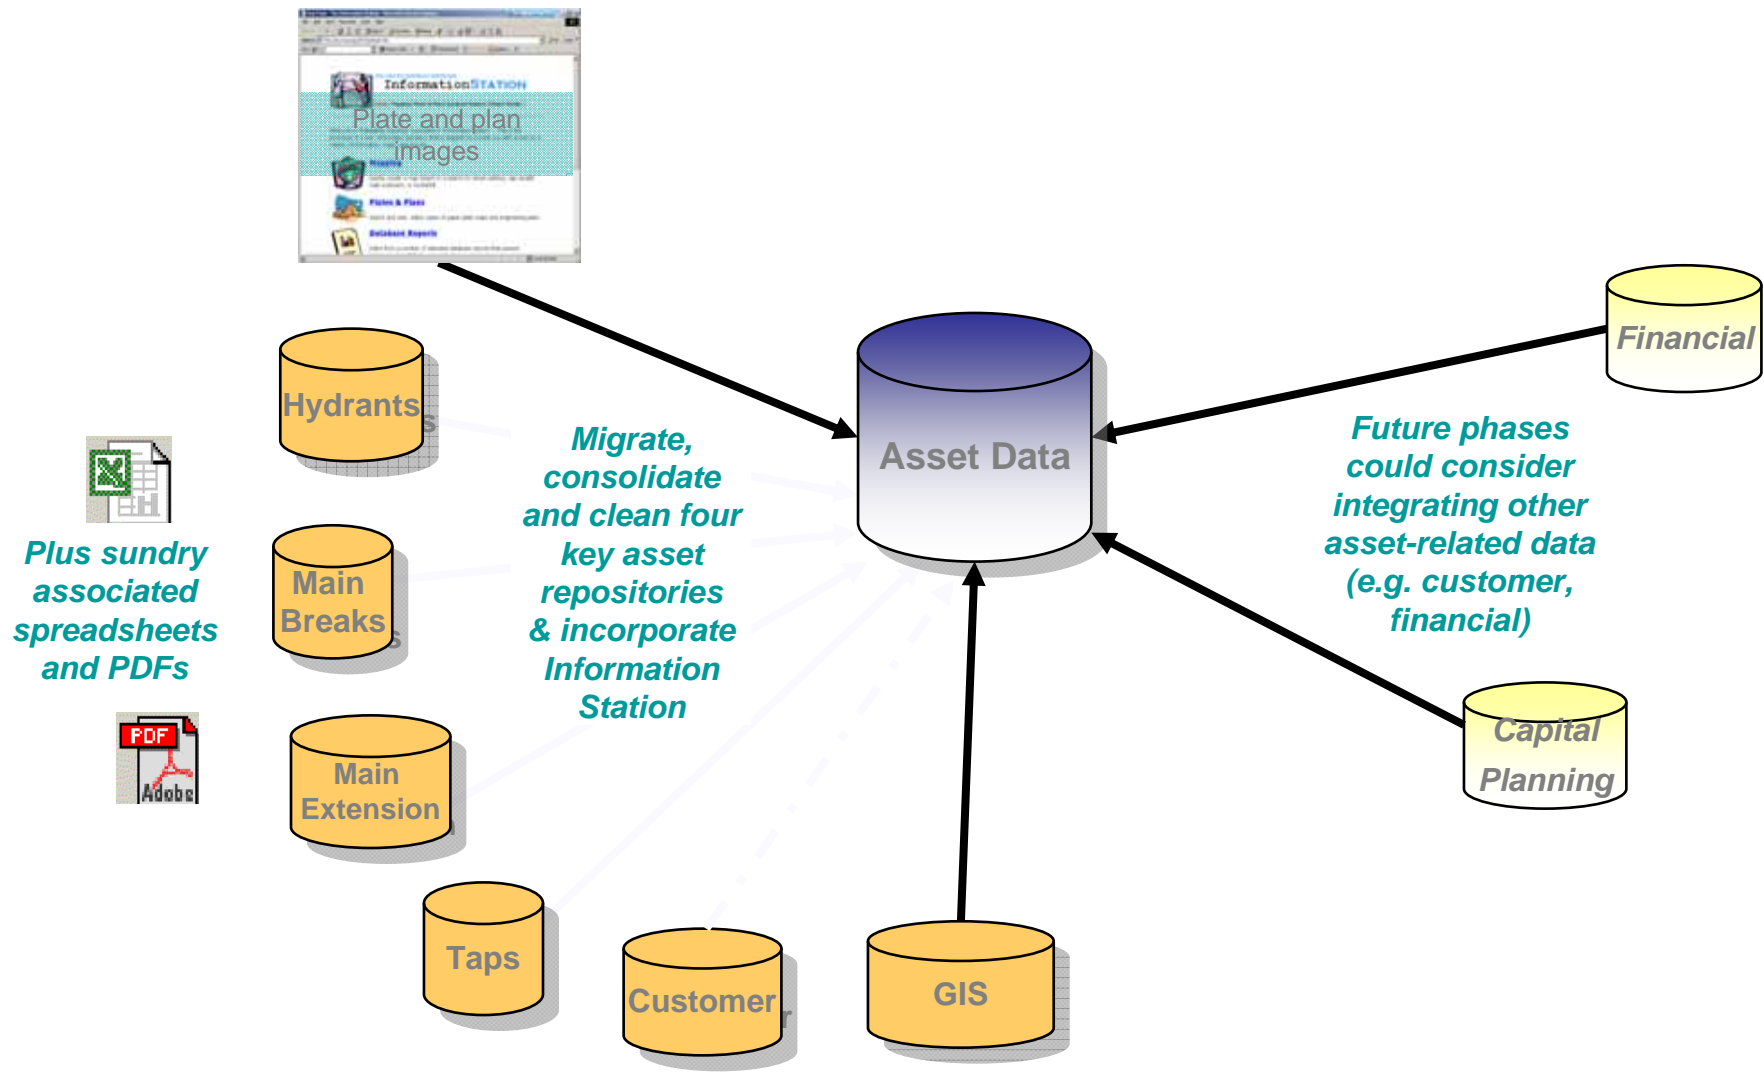 InformationSTATION
Plate and plan
images
Mapping
Plates & Plans
Database Reports
Hydrants
Main
Breaks
Main
Extension
Taps
Customer
GIS
Plus sundry
associated
spreadsheets
and PDFs
PDF
Adobe
Migrate,
consolidate
and clean four
key asset
repositories
& incorporate
Information
Station
Asset Data
Financial
Future phases
could consider
integrating other
asset-related data
(e.g. customer,
financial)
Capital
Planning